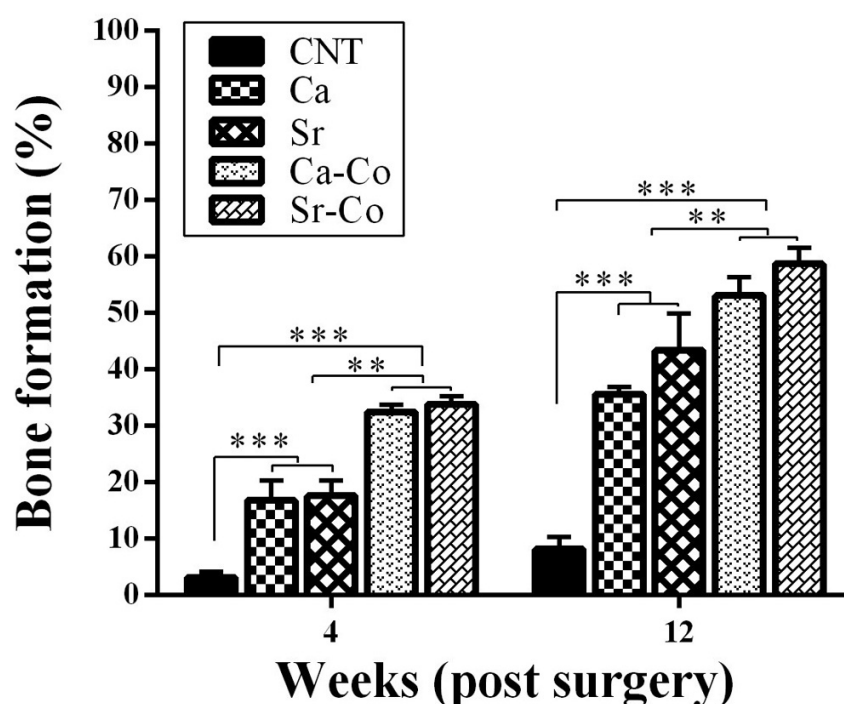 Bone formation (%)
100
90
80
70
60
50
40
30
20
10
0
CNT
Ca
Sr
Ca-Co
Sr-Co
***
**
***
***
**
***
4
12
Weeks (post surgery)